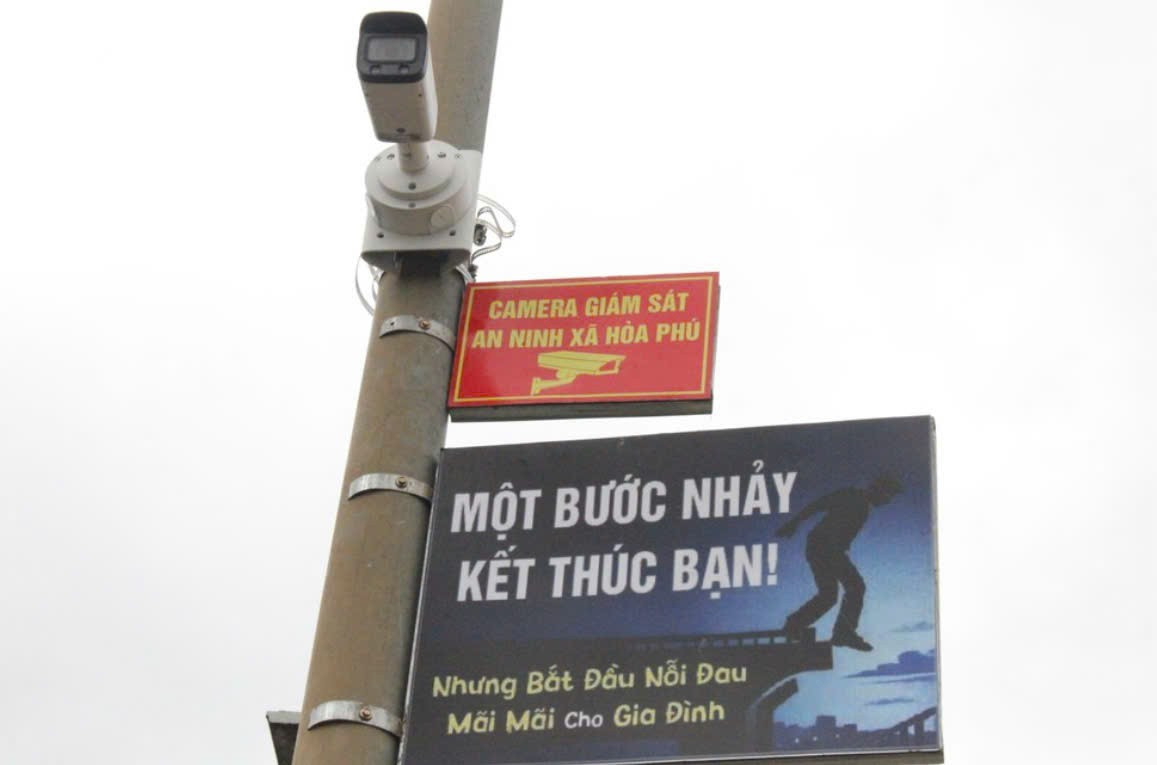 CAMERA GIÁM SÁT
AN NINH XÃ HÒA PHÚ
MỘT BƯỚC NHẢY
KẾT THÚC BẠN!
Nhưng Bắt Đầu Nỗi Đau
Mãi Mãi Cho Gia Đình